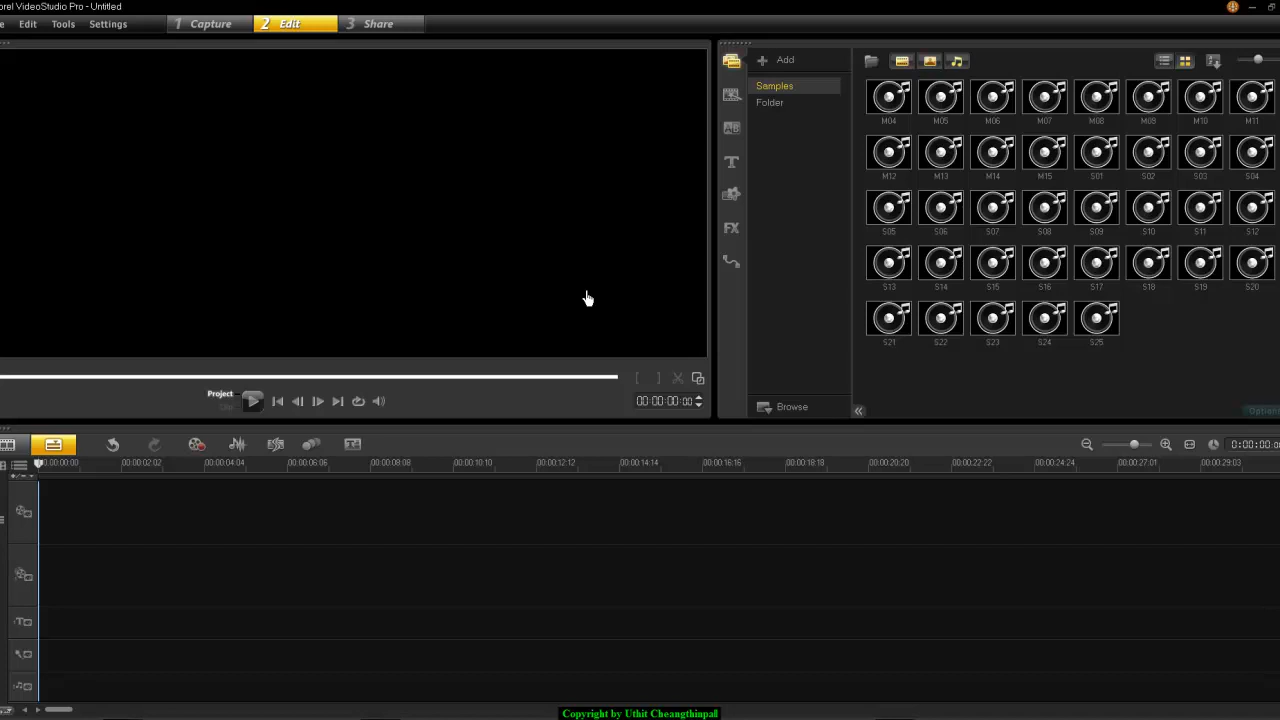 orel VideoStudio Pro - Untitled
e Edit Tools Settings 1 Capture 2 Edit 3 Share
Add
Samples
Folder
M04 M05 M06 M07 M08 M09 M10 M11
M12 M13 M14 M15 S01 S02 S03 S04
S05 S06 S07 S08 S09 S10 S11 S12
S13 S14 S15 S16 S17 S18 S19 S20
S21 S22 S23 S24 S25
Project
Clip
00:00:00:00
Browse
Options
0:00:00:00
00:00:00:00 00:00:02:02 00:00:04:04 00:00:06:06 00:00:08:08 00:00:10:10 00:00:12:12 00:00:14:14 00:00:16:16 00:00:18:18 00:00:20:20 00:00:22:22 00:00:24:24 00:00:27:01 00:00:29:03
Copyright by Uthit Cheangthinpall